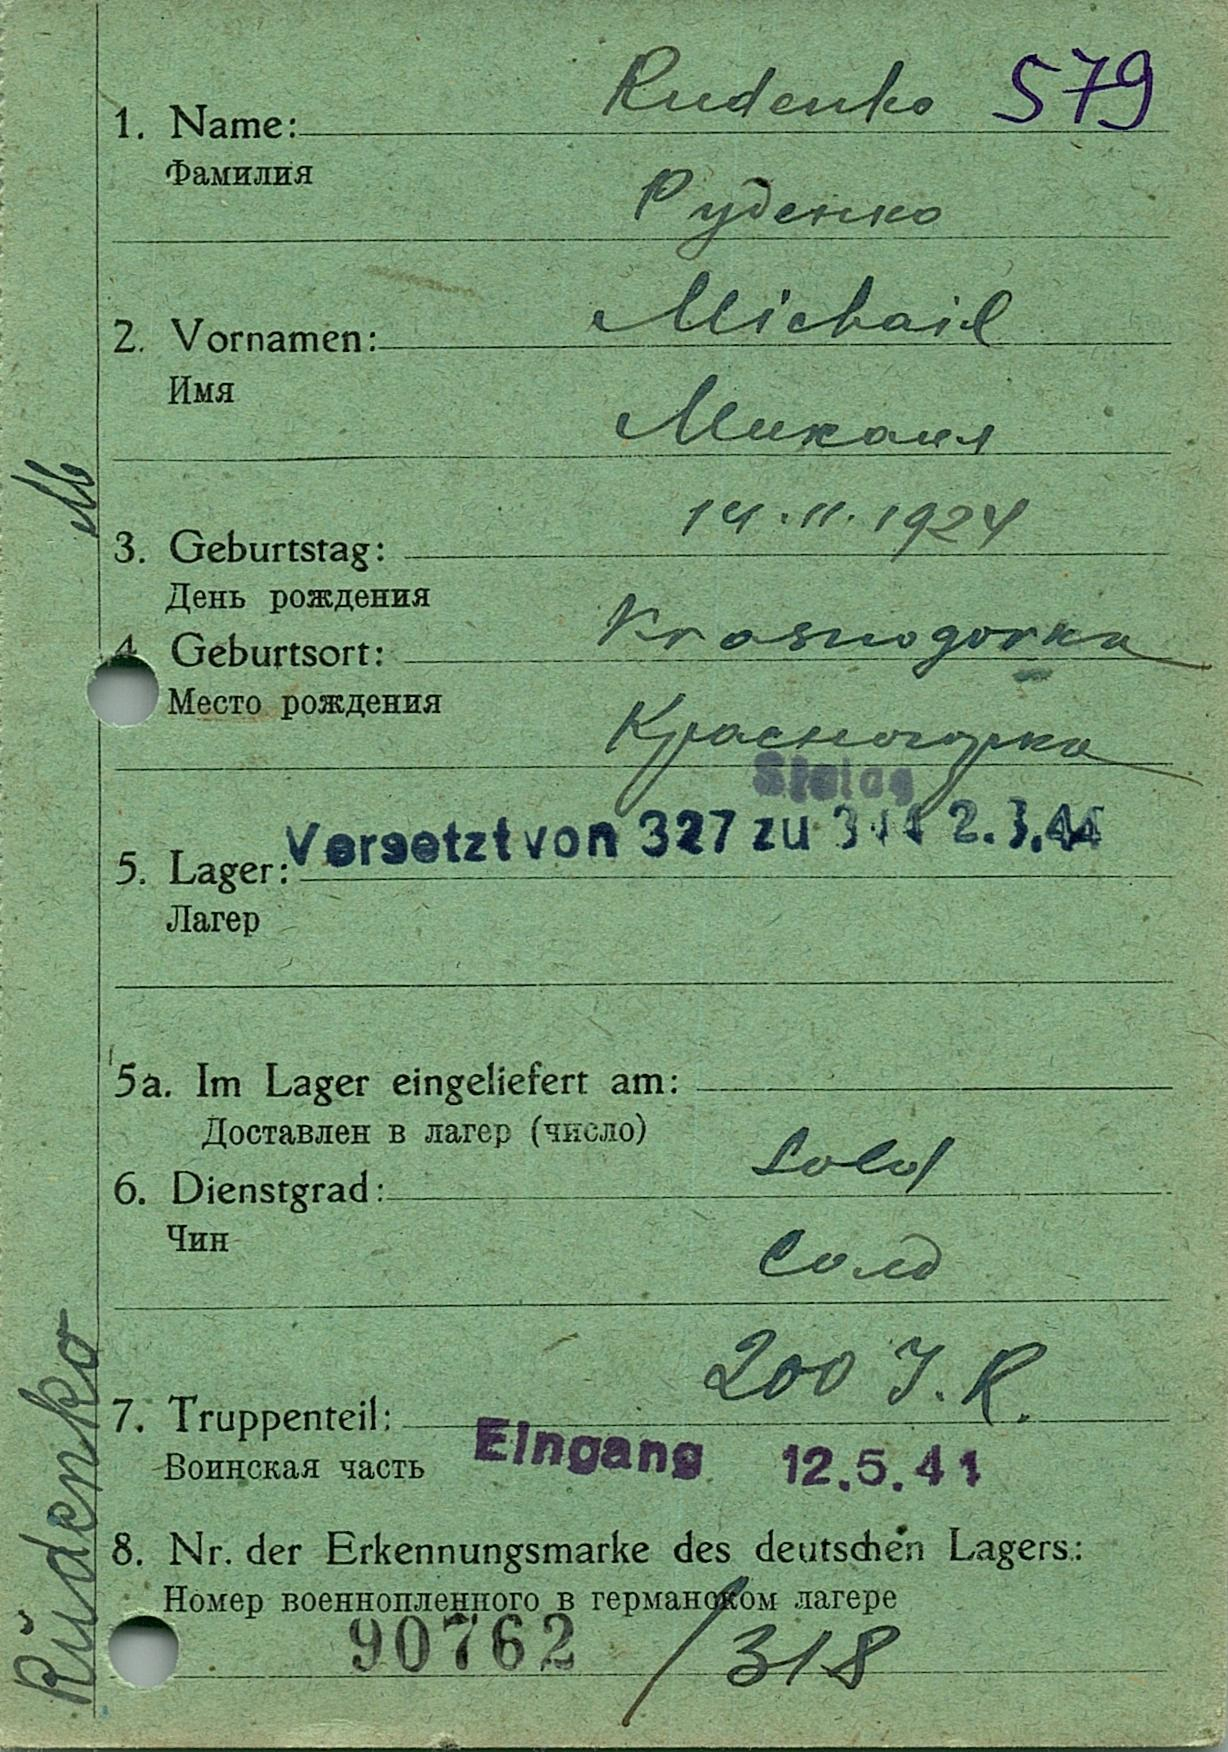 Rudenko 579
1. Name:
Фамилия
Руденко
Michail
2. Vornamen:
Имя
Михаил
14.11.1924
3. Geburtstag:
День рождения
Krasnogorka
4. Geburtsort:
Место рождения
Красногорка
Stalag
Versetzt von 327 zu 2.3.44
5. Lager:
Лагер
5a. Im Lager eingeliefert am:
Доставлен в лагер (число)
Sold
6. Dienstgrad:
Чин
Солд
200 J.R.
7. Truppenteil:
Воинская часть
Eingang 12.5.41
8. Nr. der Erkennungsmarke des deutschen Lagers:
Номер военнопленного в германском лагере
90762 / 318
Rŭdenko